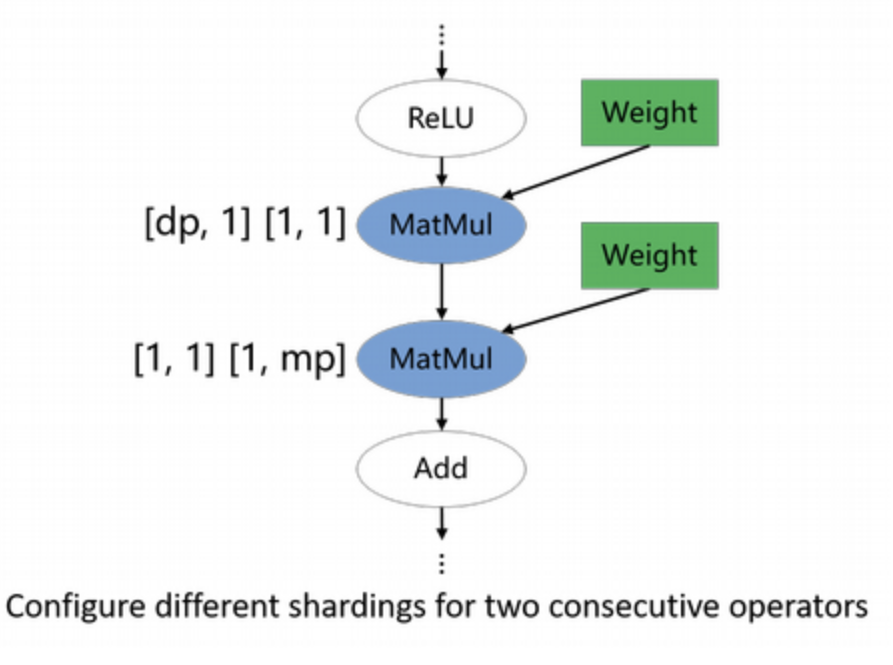 ReLU
Weight
[dp, 1] [1, 1]
MatMul
Weight
[1, 1] [1, mp]
MatMul
Add
Configure different shardings for two consecutive operators